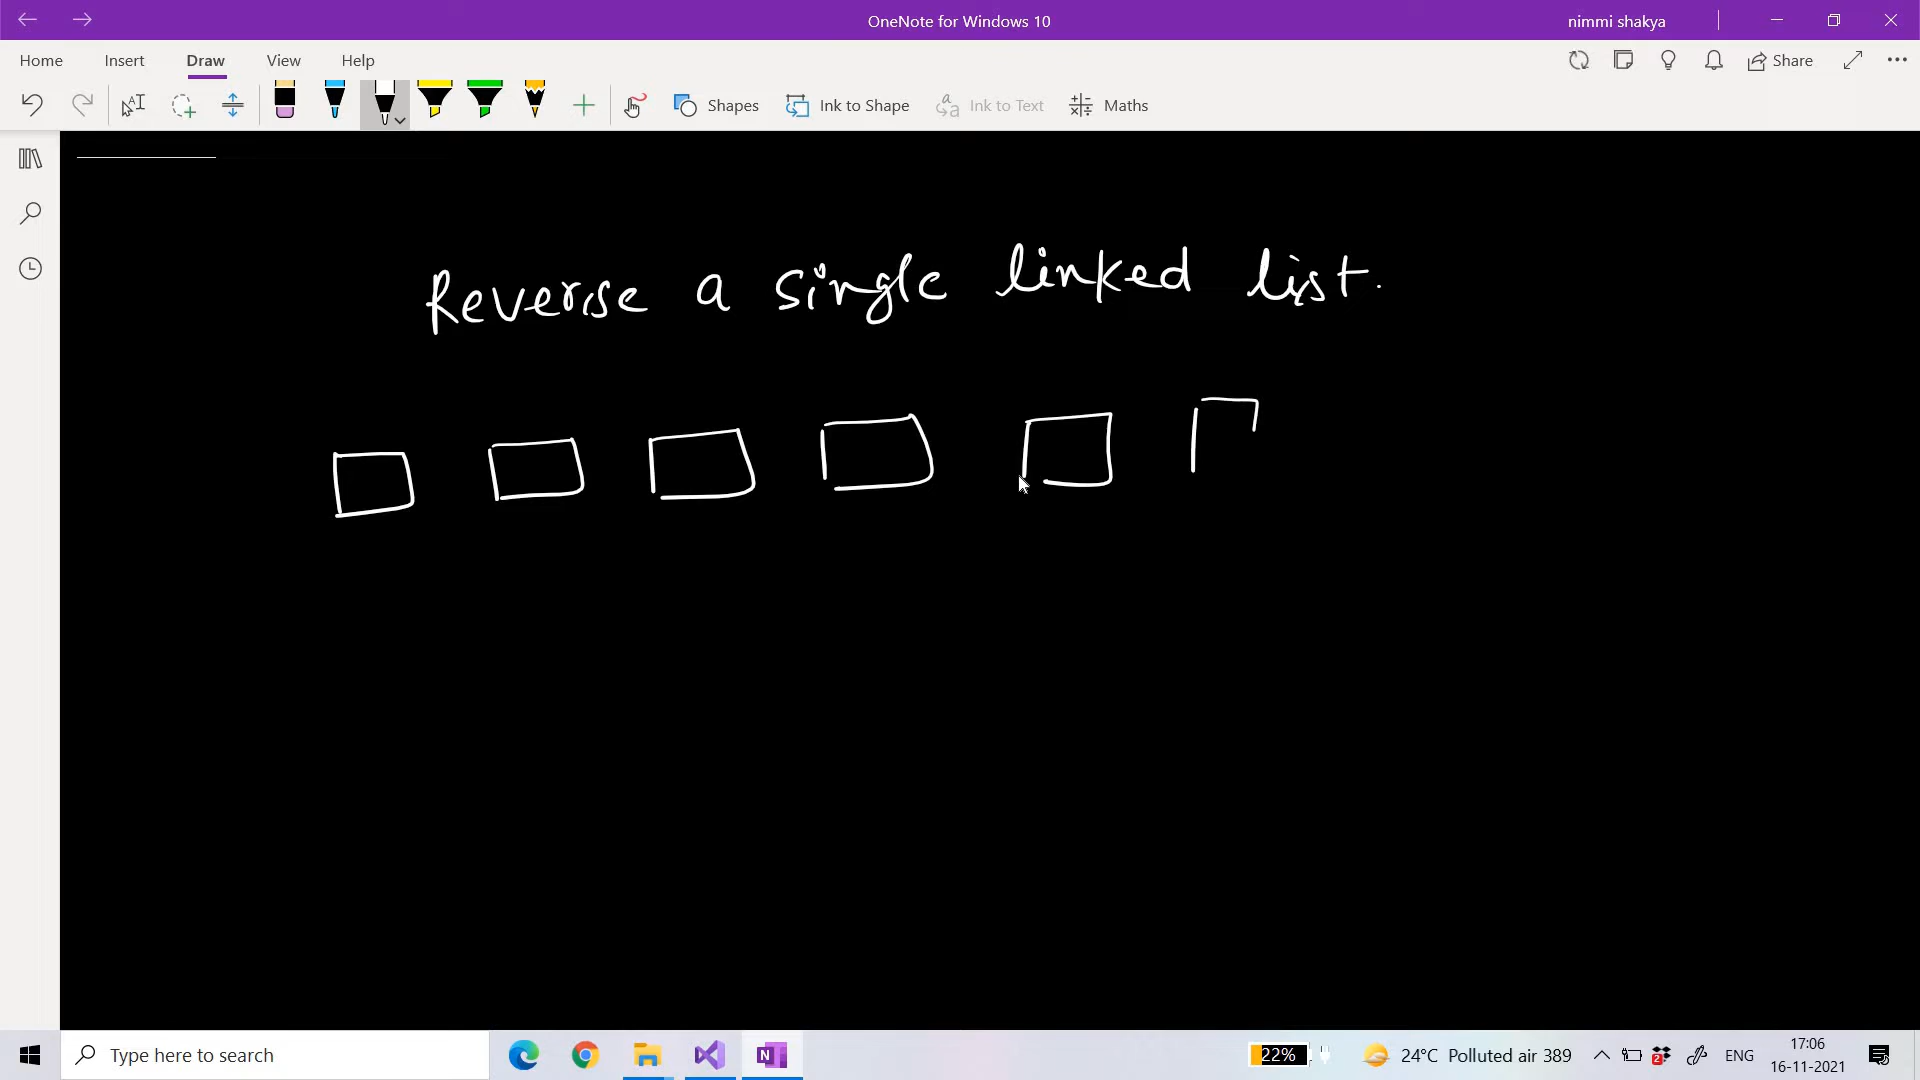 OneNote for Windows 10
nimmi shakya
Home Insert Draw View Help
Share
Shapes
Ink to Shape
Ink to Text
Maths
Reverse a single linked list.
Type here to search
22%
24°C Polluted air 389
2
ENG
17:06
16-11-2021